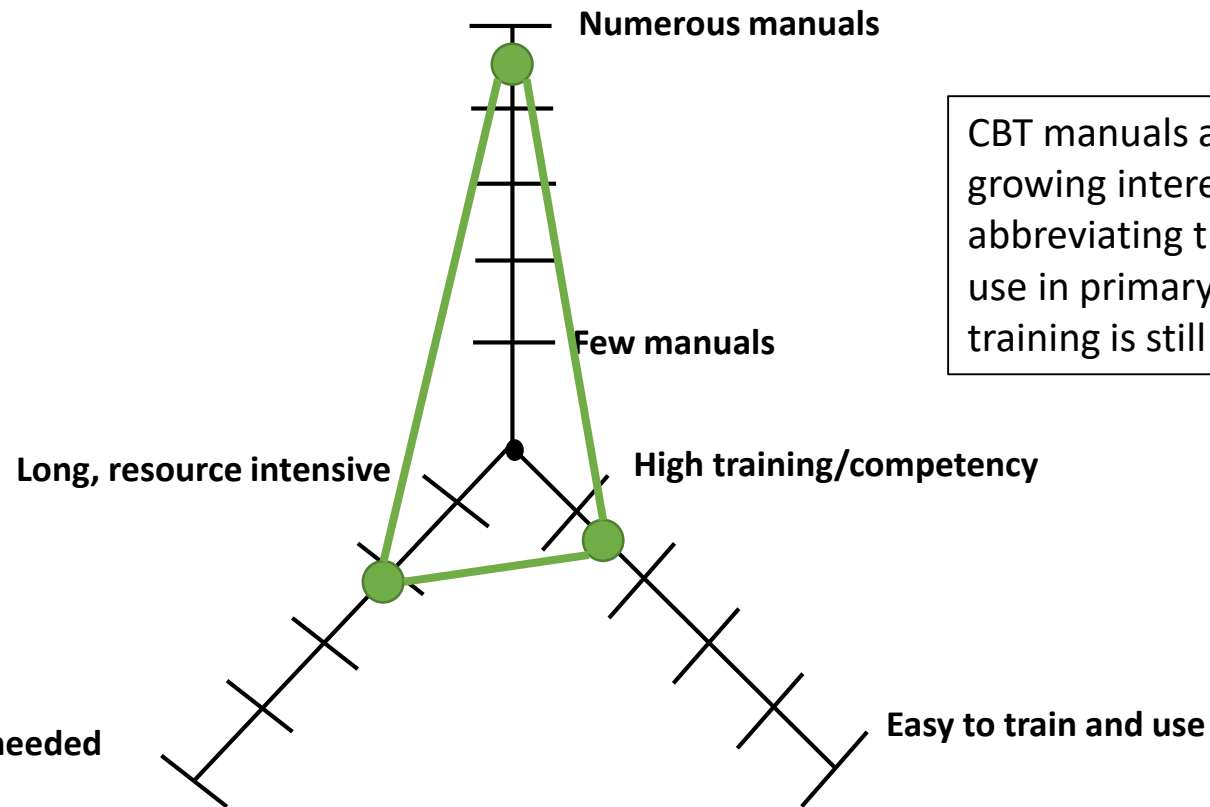 Numerous manuals
CBT manuals a
growing intere
abbreviating t
use in primary
training is still
Few manuals
Long, resource intensive
High training/competency
needed
Easy to train and use